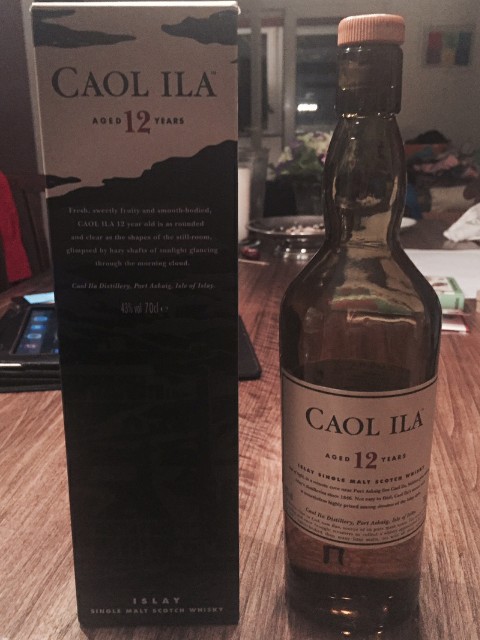 CAOL ILA™
AGED 12 YEARS
Fresh, sweetly fruity and smooth-bodied,
CAOL ILA 12 year old is as rounded
and clear as the shapes of the still-room,
glimpsed by hazy shafts of sunlight glancing
through the morning cloud.
Caol Ila Distillery, Port Askaig, Isle of Islay.
43% vol 70cl e
ISLAY
SINGLE MALT SCOTCH WHISKY
CAOL ILA™
AGED 12 YEARS
ISLAY SINGLE MALT SCOTCH WHISKY
Caol Ila Distillery, Port Askaig, Isle of Islay